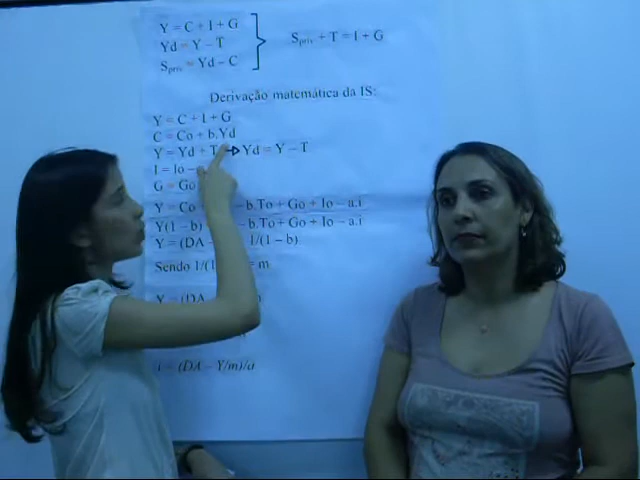 Y = C + I + G
Yd = Y – T
Spriv = Yd – C
Spriv + T = I + G
Derivação matemática da IS:
Y = C + I + G
C = Co + b.Yd
Y = Yd + T Yd = Y – T
I = Io –
G = Go
Y = Co – b.To + Go + Io – a.i
Y(1 – b) – b.To + Go + Io – a.i
Y = (DA 1/(1 – b)
Sendo 1/(1 = m
Y = (DA
i = (DA – Y/m)/a